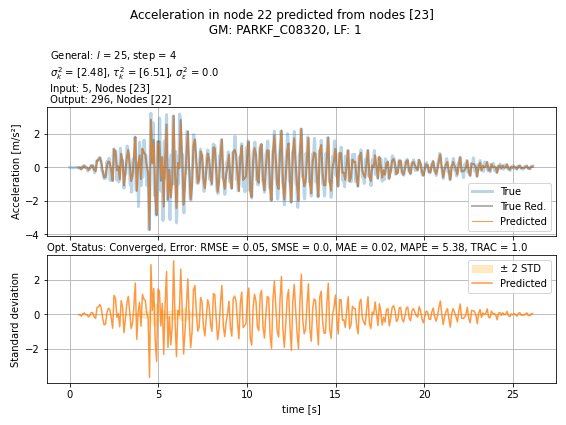 Acceleration in node 22 predicted from nodes [23]
GM: PARKF_C08320, LF: 1
General: l = 25, step = 4
σ²ₖ = [2.48], τ²ₖ = [6.51], σ²ε = 0.0
Input: 5, Nodes [23]
Output: 296, Nodes [22]
Acceleration [m/s²]
2
0
−2
−4
True
True Red.
Predicted
Opt. Status: Converged, Error: RMSE = 0.05, SMSE = 0.0, MAE = 0.02, MAPE = 5.38, TRAC = 1.0
Standard deviation
2
0
−2
± 2 STD
Predicted
0 5 10 15 20 25
time [s]